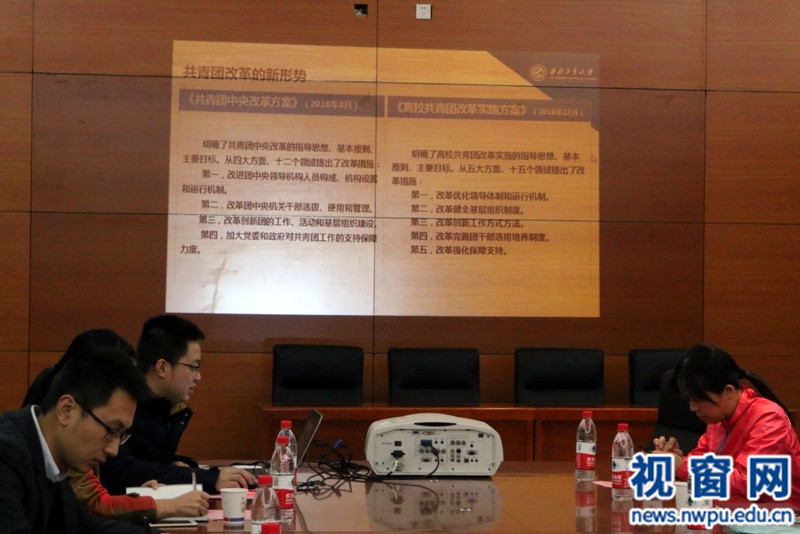 共青团改革的新形势
西北工业大学
《共青团中央改革方案》（2016年8月）
明确了共青团中央改革的指导思想、基本原则、
主要目标。从四大方面、十二个领域提出了改革措施：
第一，改进团中央领导机构人员构成、机构设置
和运行机制。
第二，改革团中央机关干部选拔、使用和管理。
第三，改革创新团的工作、活动和基层组织建设。
第四，加大党委和政府对共青团工作的支持保障
力度。
《高校共青团改革实施方案》（2016年12月）
明确了高校共青团改革实施的指导思想、基本
原则、主要目标。从五大方面、十五个领域提出了改
革措施：
第一，改革优化领导体制和运行机制。
第二，改革健全基层组织制度。
第三，改革创新工作方式方法。
第四，改革完善团干部选用培养制度。
第五，改革强化保障支持。
视窗网
news.nwpu.edu.cn